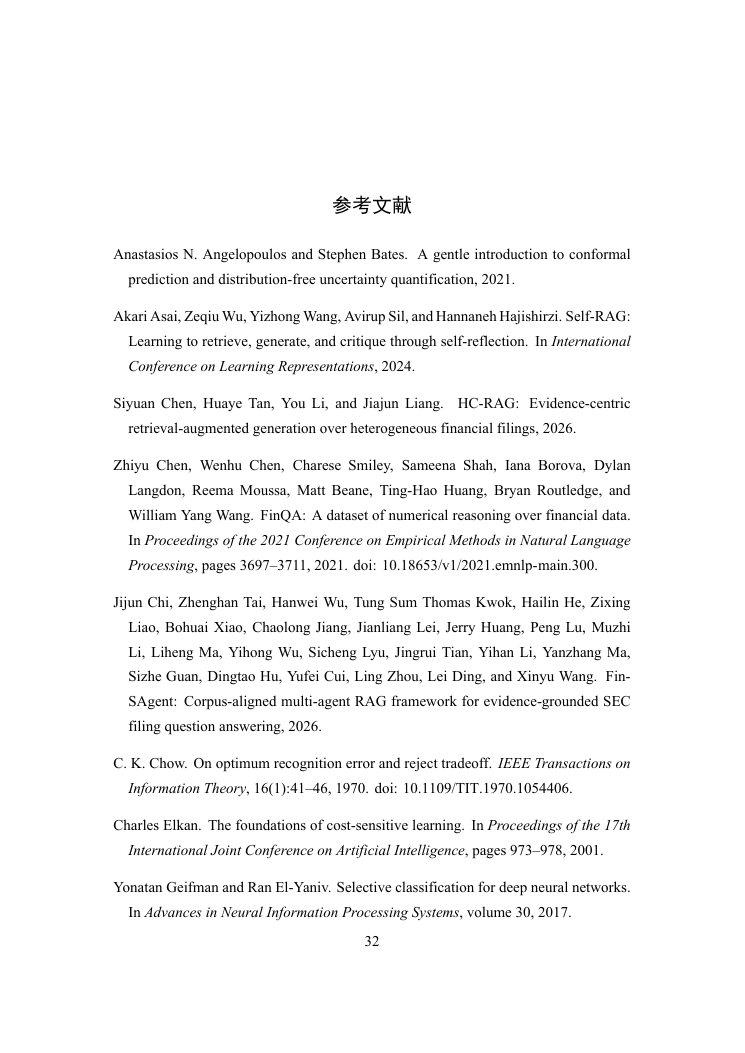 参考文献
Anastasios N. Angelopoulos and Stephen Bates. A gentle introduction to conformal
prediction and distribution-free uncertainty quantification, 2021.
Akari Asai, Zeqiu Wu, Yizhong Wang, Avirup Sil, and Hannaneh Hajishirzi. Self-RAG:
Learning to retrieve, generate, and critique through self-reflection. In International
Conference on Learning Representations, 2024.
Siyuan Chen, Huaye Tan, You Li, and Jiajun Liang. HC-RAG: Evidence-centric
retrieval-augmented generation over heterogeneous financial filings, 2026.
Zhiyu Chen, Wenhu Chen, Charese Smiley, Sameena Shah, Iana Borova, Dylan
Langdon, Reema Moussa, Matt Beane, Ting-Hao Huang, Bryan Routledge, and
William Yang Wang. FinQA: A dataset of numerical reasoning over financial data.
In Proceedings of the 2021 Conference on Empirical Methods in Natural Language
Processing, pages 3697–3711, 2021. doi: 10.18653/v1/2021.emnlp-main.300.
Jijun Chi, Zhenghan Tai, Hanwei Wu, Tung Sum Thomas Kwok, Hailin He, Zixing
Liao, Bohuai Xiao, Chaolong Jiang, Jianliang Lei, Jerry Huang, Peng Lu, Muzhi
Li, Liheng Ma, Yihong Wu, Sicheng Lyu, Jingrui Tian, Yihan Li, Yanzhang Ma,
Sizhe Guan, Dingtao Hu, Yufei Cui, Ling Zhou, Lei Ding, and Xinyu Wang. Fin-
SAgent: Corpus-aligned multi-agent RAG framework for evidence-grounded SEC
filing question answering, 2026.
C. K. Chow. On optimum recognition error and reject tradeoff. IEEE Transactions on
Information Theory, 16(1):41–46, 1970. doi: 10.1109/TIT.1970.1054406.
Charles Elkan. The foundations of cost-sensitive learning. In Proceedings of the 17th
International Joint Conference on Artificial Intelligence, pages 973–978, 2001.
Yonatan Geifman and Ran El-Yaniv. Selective classification for deep neural networks.
In Advances in Neural Information Processing Systems, volume 30, 2017.
32